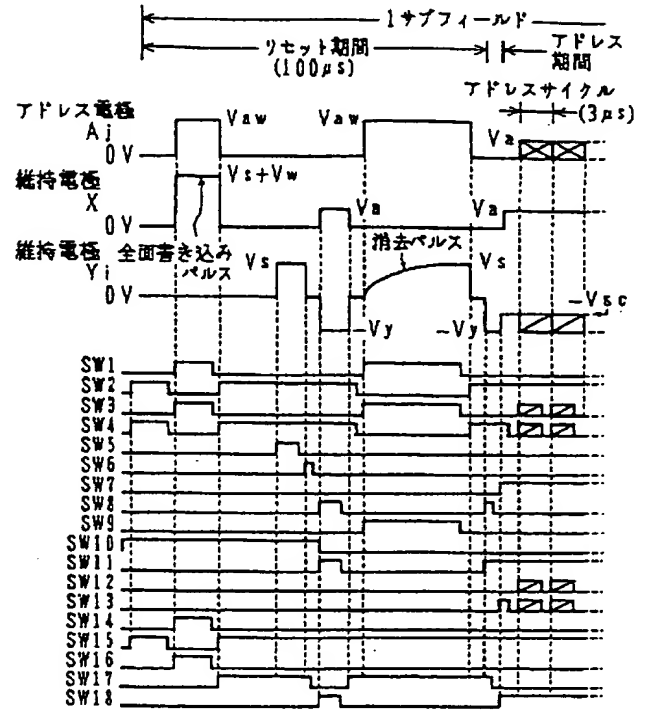 1サブフィールド
リセット期間
(100μs)
アドレス
期間
アドレスサイクル
(3μs)
アドレス電極
Aj
0V
Vaw
Vaw
Va
維持電極
X
0V
Vs+Vw
Va
Va
全面書き込み
パルス
維持電極
Yi
0V
Vs
消去パルス
Vs
-Vy
-Vy
-Vsc
SW1
SW2
SW3
SW4
SW5
SW6
SW7
SW8
SW9
SW10
SW11
SW12
SW13
SW14
SW15
SW16
SW17
SW18